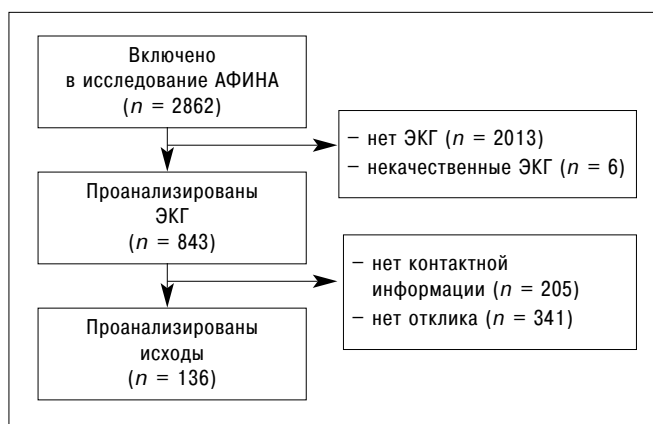 Включено
в исследование АФИНА
(n = 2862)
– нет ЭКГ (n = 2013)
– некачественные ЭКГ (n = 6)
Проанализированы
ЭКГ
(n = 843)
– нет контактной
информации (n = 205)
– нет отклика (n = 341)
Проанализированы
исходы
(n = 136)